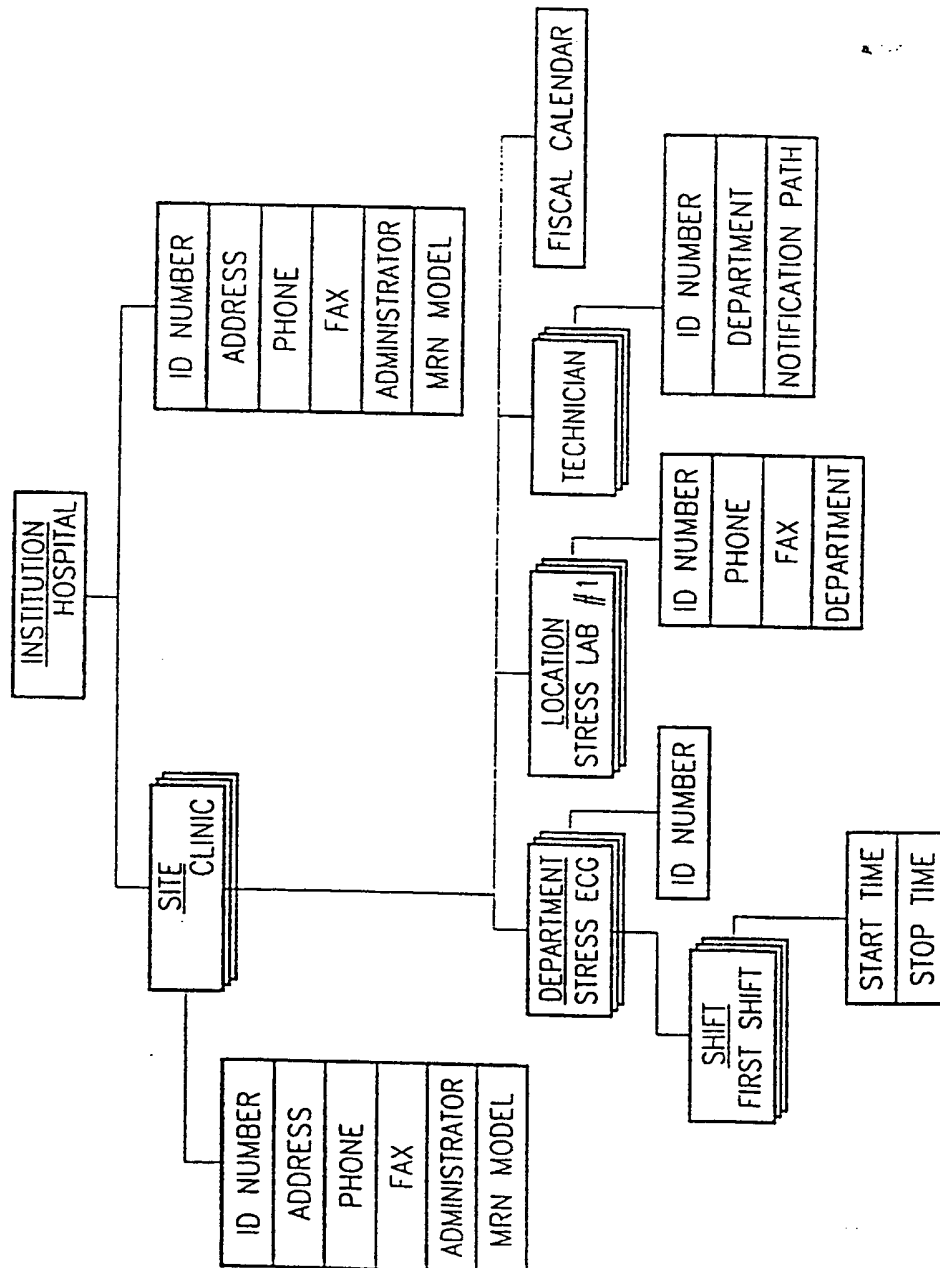 INSTITUTION
HOSPITAL
SITE
CLINIC
ID NUMBER
ADDRESS
PHONE
FAX
ADMINISTRATOR
MRN MODEL
ID NUMBER
ADDRESS
PHONE
FAX
ADMINISTRATOR
MRN MODEL
DEPARTMENT
STRESS ECG
LOCATION
STRESS LAB #1
TECHNICIAN
FISCAL CALENDAR
ID NUMBER
ID NUMBER
PHONE
FAX
DEPARTMENT
ID NUMBER
DEPARTMENT
NOTIFICATION PATH
SHIFT
FIRST SHIFT
START TIME
STOP TIME